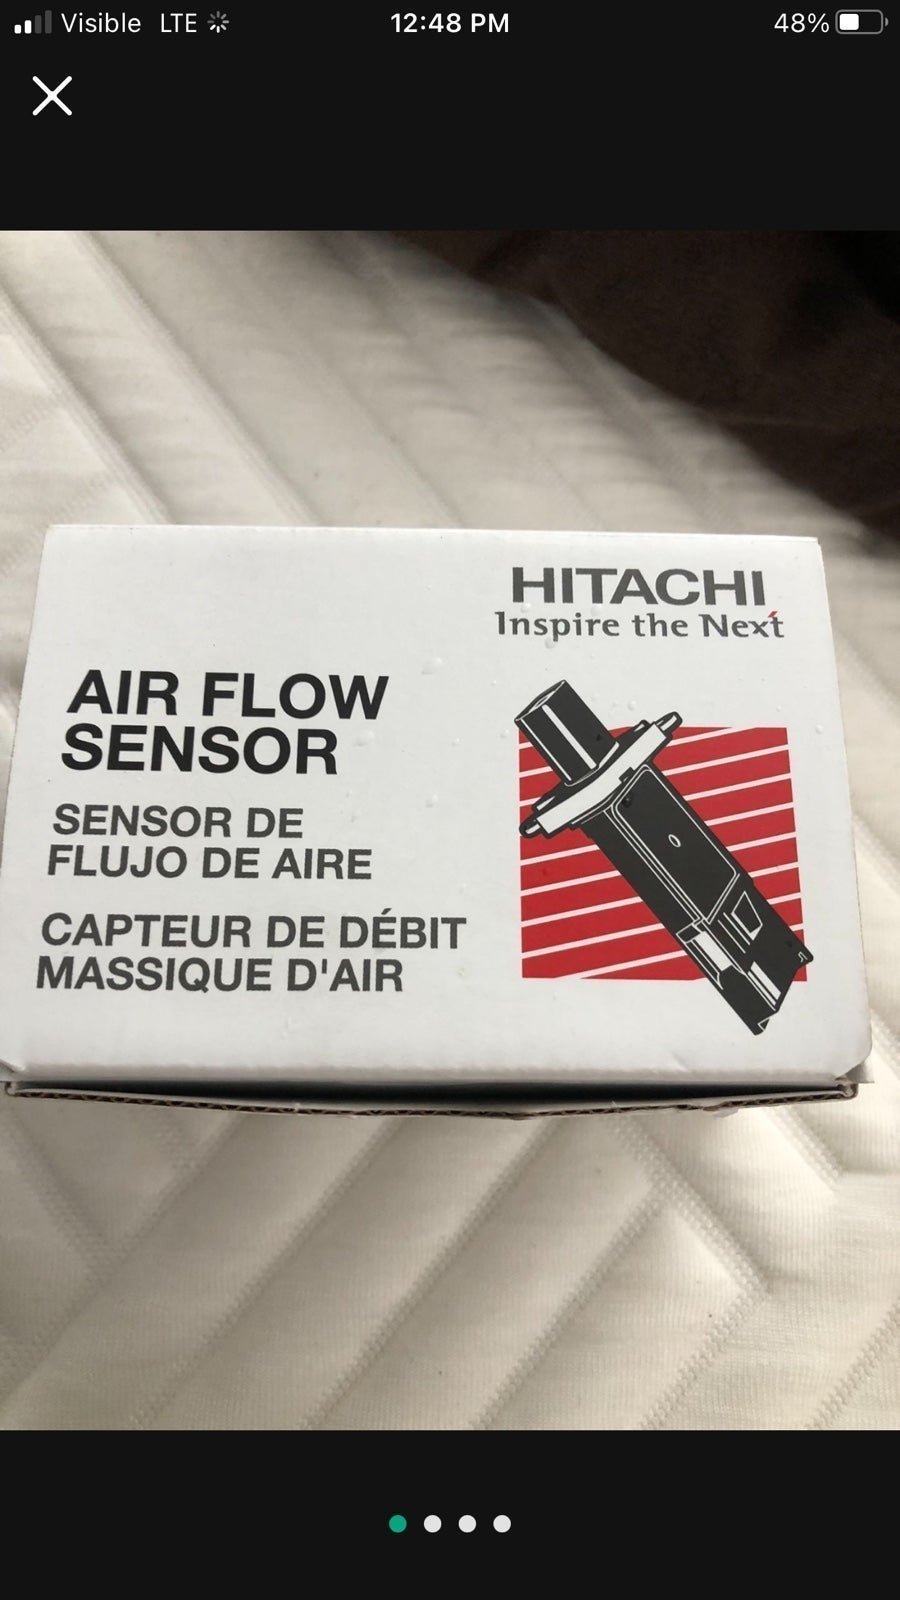 Visible LTE 12:48 PM 48%
HITACHI
Inspire the Next
AIR FLOW
SENSOR
SENSOR DE
FLUJO DE AIRE
CAPTEUR DE DÉBIT
MASSIQUE D'AIR